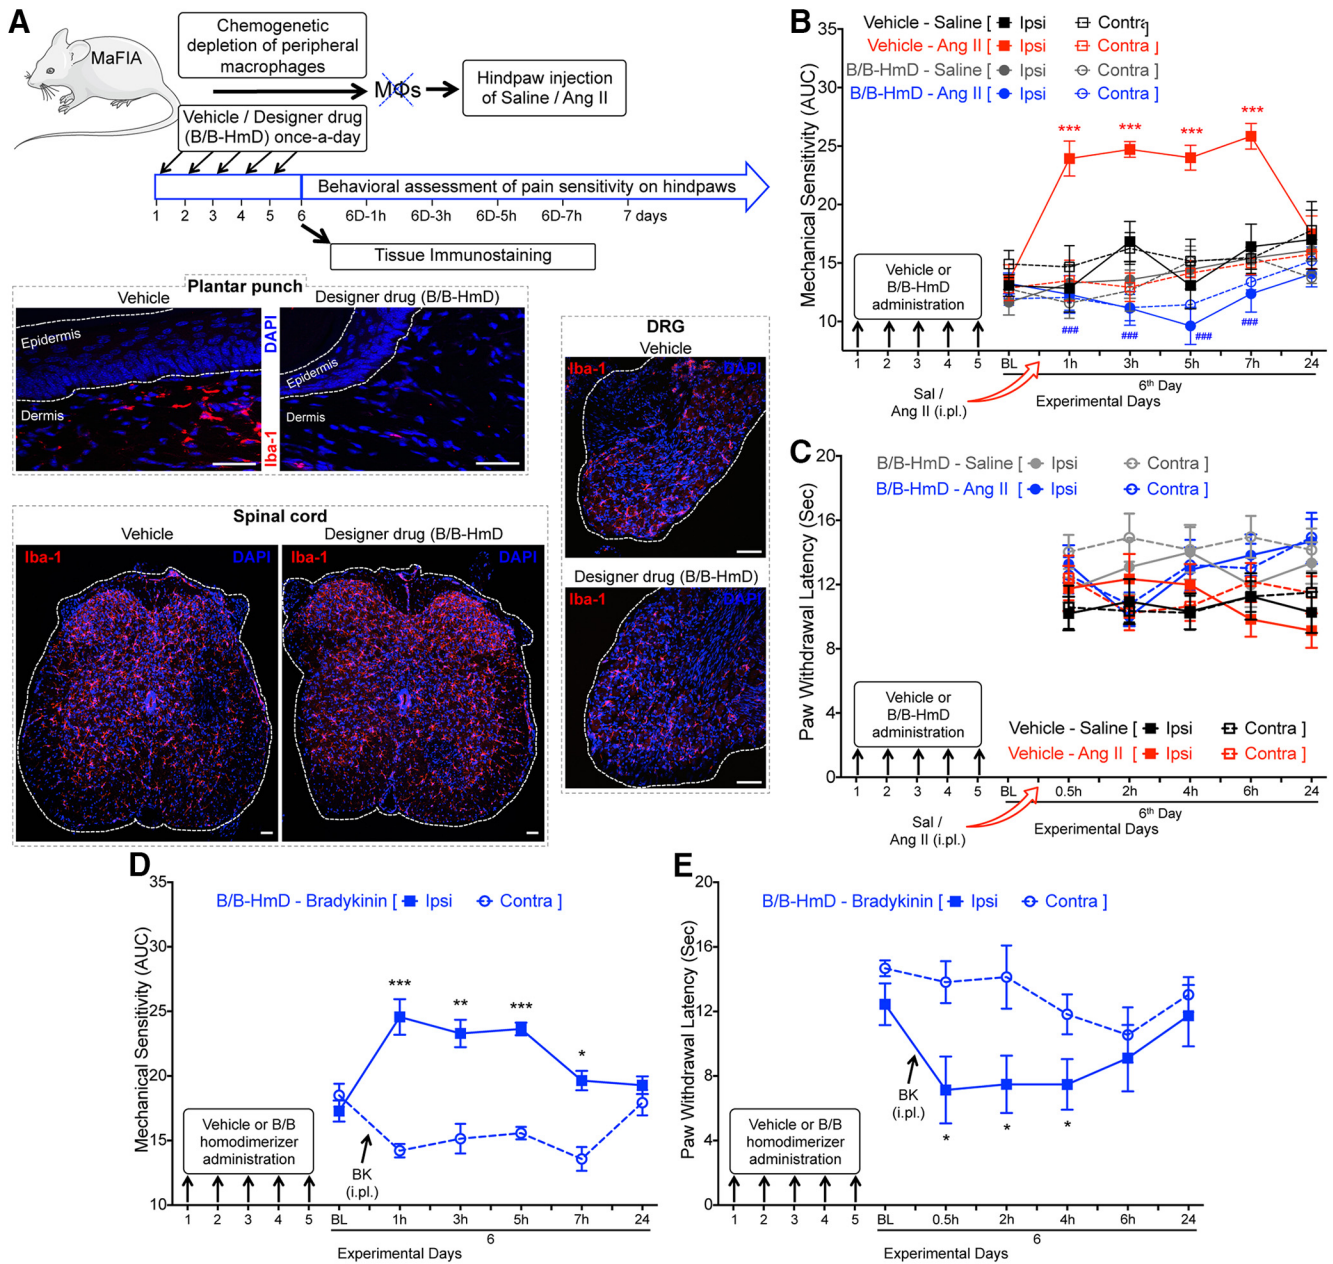 A
MaFIA
Chemogenetic
depletion of peripheral
macrophages
MΦs
Hindpaw injection
of Saline / Ang II
Vehicle / Designer drug
(B/B-HmD) once-a-day
Behavioral assessment of pain sensitivity on hindpaws
1 2 3 4 5 6 6D-1h 6D-3h 6D-5h 6D-7h 7 days
Tissue Immunostaining
Plantar punch
Vehicle
Designer drug (B/B-HmD)
Epidermis
Dermis
Iba-1
DAPI
Epidermis
Dermis
DRG
Vehicle
Iba-1 DAPI
Designer drug (B/B-HmD)
Iba-1 DAPI
Spinal cord
Vehicle
Designer drug (B/B-HmD
Iba-1 DAPI
Iba-1 DAPI
B
Vehicle - Saline [ Ipsi Contra ]
Vehicle - Ang II [ Ipsi Contra ]
B/B-HmD - Saline [ Ipsi Contra ]
B/B-HmD - Ang II [ Ipsi Contra ]
Mechanical Sensitivity (AUC)
35
30
25
20
15
10
*** *** *** ***
### ### ### ###
Vehicle or
B/B-HmD
administration
1 2 3 4 5 BL 1h 3h 5h 7h 24
6th Day
Sal /
Ang II (i.pl.)
Experimental Days
C
B/B-HmD - Saline [ Ipsi Contra ]
B/B-HmD - Ang II [ Ipsi Contra ]
Paw Withdrawal Latency (Sec)
20
16
12
8
4
0
Vehicle or
B/B-HmD
administration
Vehicle - Saline [ Ipsi Contra ]
Vehicle - Ang II [ Ipsi Contra ]
1 2 3 4 5 BL 0.5h 2h 4h 6h 24
6th Day
Sal /
Ang II (i.pl.)
Experimental Days
D
B/B-HmD - Bradykinin [ Ipsi Contra ]
Mechanical Sensitivity (AUC)
35
30
25
20
15
10
*** ** *** *
Vehicle or B/B
homodimerizer
administration
BK
(i.pl.)
1 2 3 4 5 BL 1h 3h 5h 7h 24
6
Experimental Days
E
B/B-HmD - Bradykinin [ Ipsi Contra ]
Paw Withdrawal Latency (Sec)
20
16
12
8
4
0
BK
(i.pl.)
* * *
Vehicle or B/B
homodimerizer
administration
1 2 3 4 5 BL 0.5h 2h 4h 6h 24
6
Experimental Days